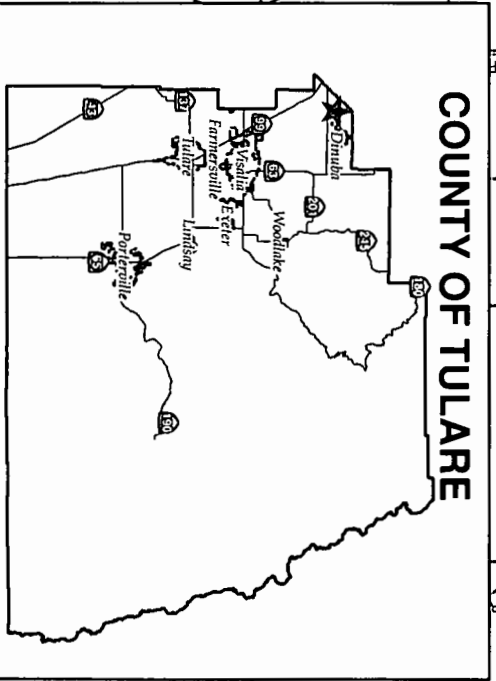 COUNTY OF TULARE
180
245
201
Dinuba
63
99
Woodlake
Visalia
Exeter
Farmersville
137
Tulare
Lindsay
190
65
Porterville